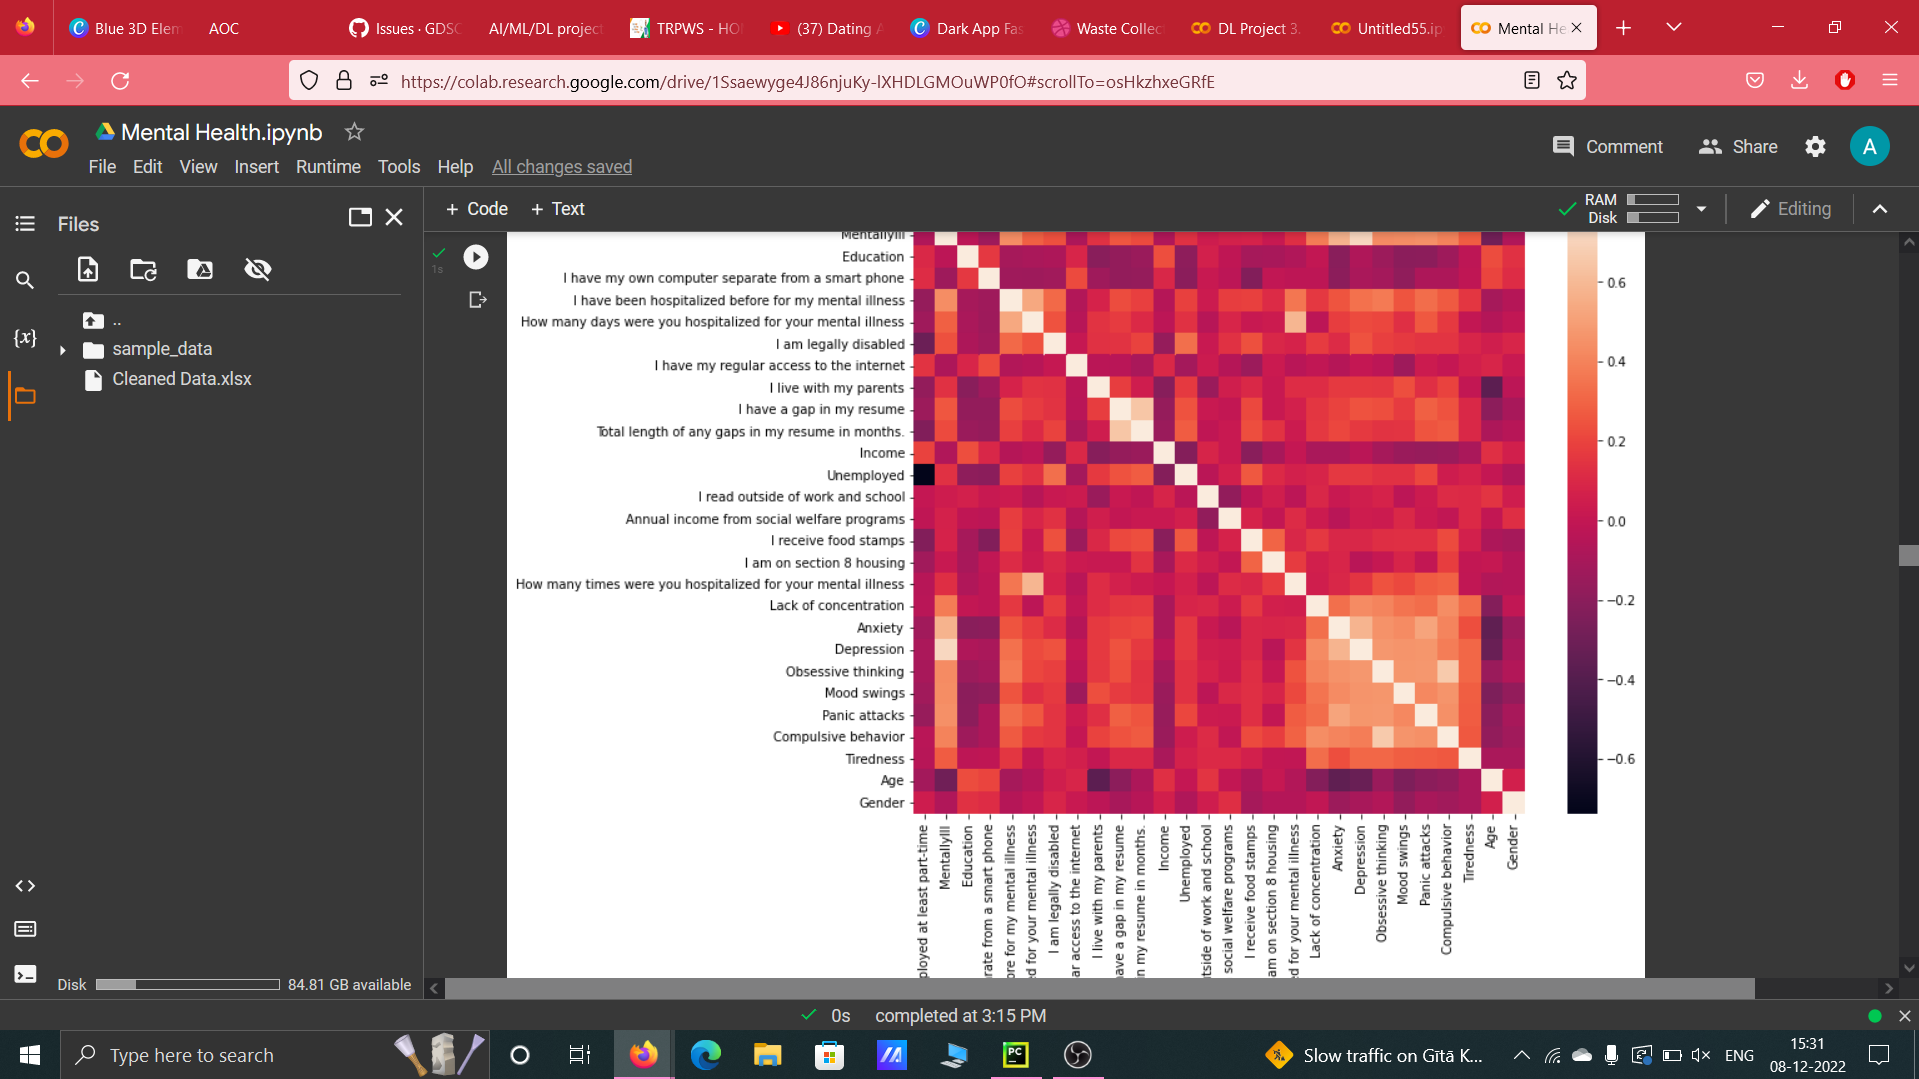 Blue 3D Elem
AOC
Issues · GDSC
AI/ML/DL project
TRPWS - HO
(37) Dating A
Dark App Fas
Waste Collec
DL Project 3.
Untitled55.ip
Mental He
https://colab.research.google.com/drive/1Ssaewyge4J86njuKy-lXHDLGMOuWP0fO#scrollTo=osHkzhxeGRfE
Mental Health.ipynb
File Edit View Insert Runtime Tools Help All changes saved
Comment
Share
A
Files
+ Code + Text
RAM
Disk
Editing
{x}
..
sample_data
Cleaned Data.xlsx
Disk 84.81 GB available
1s
MentallyIll
Education
I have my own computer separate from a smart phone
I have been hospitalized before for my mental illness
How many days were you hospitalized for your mental illness
I am legally disabled
I have my regular access to the internet
I live with my parents
I have a gap in my resume
Total length of any gaps in my resume in months.
Income
Unemployed
I read outside of work and school
Annual income from social welfare programs
I receive food stamps
I am on section 8 housing
How many times were you hospitalized for your mental illness
Lack of concentration
Anxiety
Depression
Obsessive thinking
Mood swings
Panic attacks
Compulsive behavior
Tiredness
Age
Gender
0.6
0.4
0.2
0.0
−0.2
−0.4
−0.6
ployed at least part-time
MentallyIll
Education
rate from a smart phone
ore for my mental illness
ed for your mental illness
I am legally disabled
ar access to the internet
I live with my parents
ave a gap in my resume
n my resume in months.
Income
Unemployed
tside of work and school
social welfare programs
I receive food stamps
am on section 8 housing
ed for your mental illness
Lack of concentration
Anxiety
Depression
Obsessive thinking
Mood swings
Panic attacks
Compulsive behavior
Tiredness
Age
Gender
0s completed at 3:15 PM
Type here to search
PC
Slow traffic on Gītā K...
ENG
15:31
08-12-2022